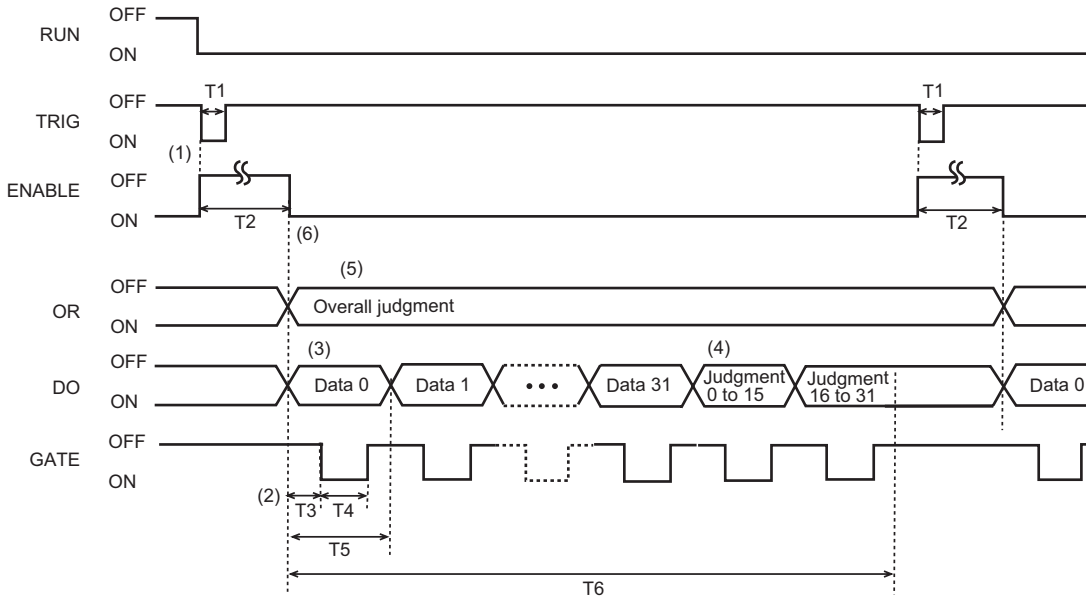 OFF
RUN
ON
OFF
T1
T1
TRIG
ON
(1)
OFF
ENABLE
T2
T2
ON
(6)
(5)
OFF
OR
Overall judgment
ON
(3)
(4)
OFF
DO
Data 0
Data 1
•••
Data 31
Judgment
0 to 15
Judgment
16 to 31
Data 0
ON
OFF
GATE
ON
(2)
T3
T4
T5
T6